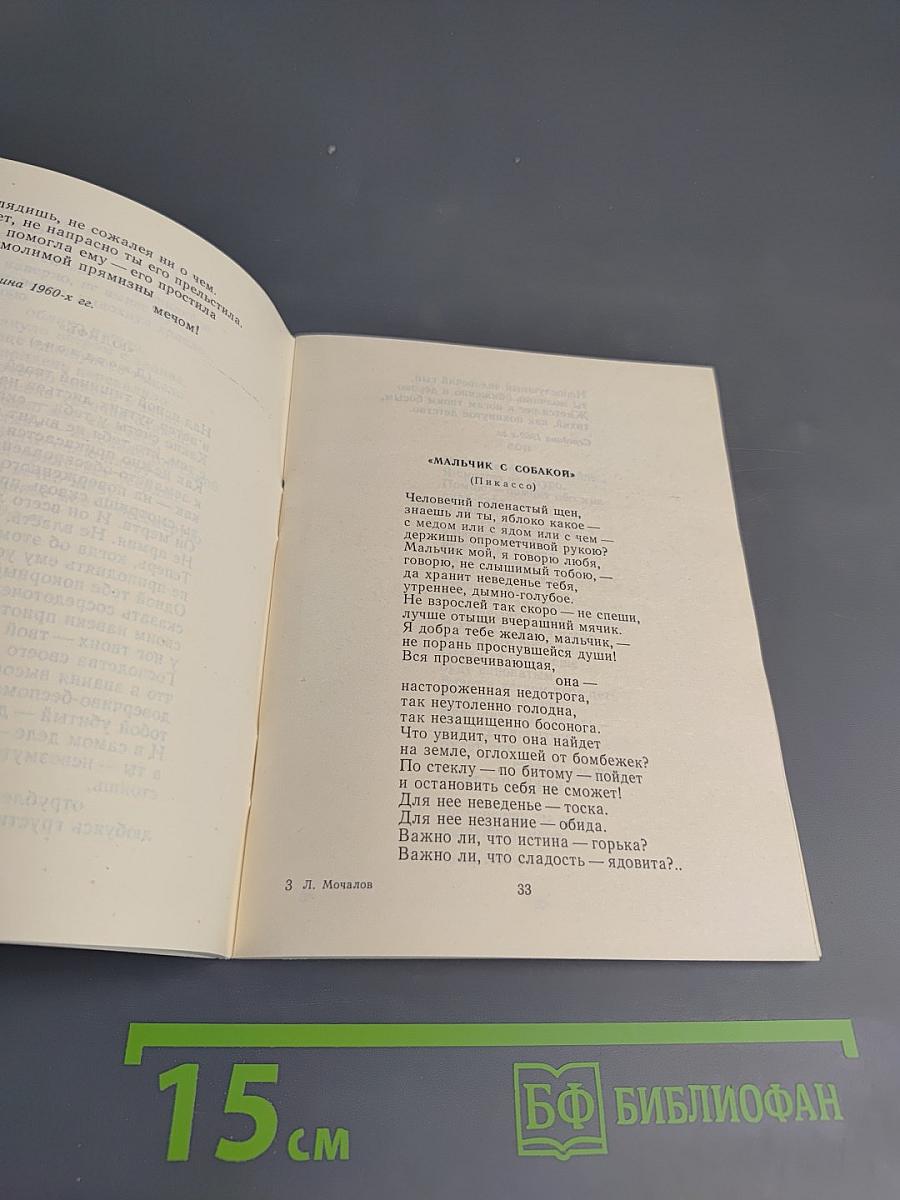 лядишь, не сожалея ни о чем.
ет, не напрасно ты его прельстила.
помогла ему — его простила
молимой прямизны
мечом!
ина 1960-х гг.
«МАЛЬЧИК С СОБАКОЙ»
(Пикассо)
Человечий голенастый щен,
знаешь ли ты, яблоко какое —
с медом или с ядом или с чем —
держишь опрометчивой рукою?
Мальчик мой, я говорю любя,
говорю, не слышимый тобою, —
да хранит неведенье тебя,
утреннее, дымно-голубое.
Не взрослей так скоро — не спеши,
лучше отыщи вчерашний мячик.
Я добра тебе желаю, мальчик, —
не порань проснувшейся души!
Вся просвечивающая,
она —
настороженная недотрога,
так неутоленно голодна,
так незащищенно босонога.
Что увидит, что она найдет
на земле, оглохшей от бомбежек?
По стеклу — по битому — пойдет
и остановить себя не сможет!
Для нее неведенье — тоска.
Для нее незнание — обида.
Важно ли, что истина — горька?
Важно ли, что сладость — ядовита?..
3 Л. Мочалов
33
15 см
БФ БИБЛИОФАН